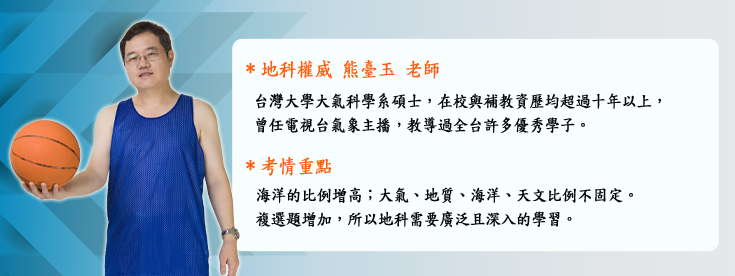 *地科權威 熊臺玉 老師
台灣大學大氣科學系碩士，在校與補教資歷均超過十年以上，
曾任電視台氣象主播，教導過全台許多優秀學子。
*考情重點
海洋的比例增高；大氣、地質、海洋、天文比例不固定。
複選題增加，所以地科需要廣泛且深入的學習。